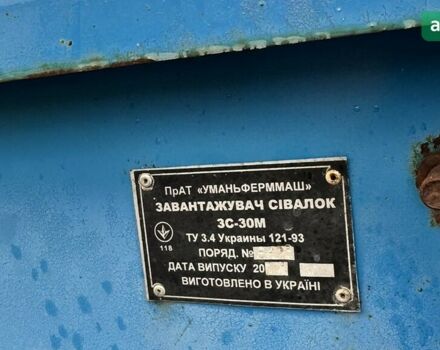 ПрАТ "УМАНЬФЕРММАШ"
ЗАВАНТАЖУВАЧ СІВАЛОК
ЗС-30М
ТУ 3.4 Украины 121-93
118
ПОРЯД. №
ДАТА ВИПУСКУ 20
ВИГОТОВЛЕНО В УКРАЇНІ